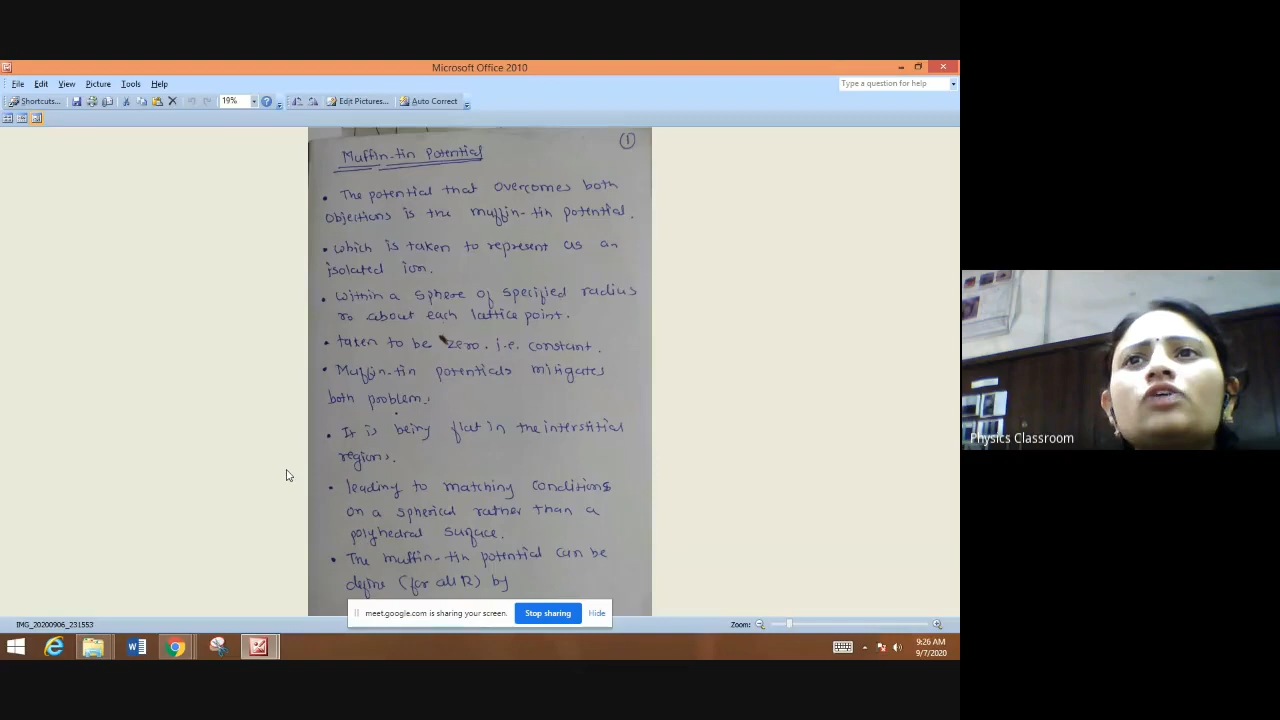 Microsoft Office 2010
File Edit View Picture Tools Help
Type a question for help
Shortcuts... 19% Edit Pictures... Auto Correct
1
Muffin-tin Potential
• The potential that overcomes both
objections is the muffin-tin potential.
• which is taken to represent as an
isolated ion.
• within a sphere of specified radius
ro about each lattice point.
• taken to be zero. i.e. constant.
• Muffin-tin potentials mitigates
both problem.
• It is being flat in the interstitial
regions.
• leading to matching conditions
on a spherical rather than a
polyhedral surface.
• The muffin-tin potential can be
define (for all R) by
meet.google.com is sharing your screen. Stop sharing Hide
IMG_20200906_231553
Zoom:
9:26 AM
9/7/2020
Physics Classroom